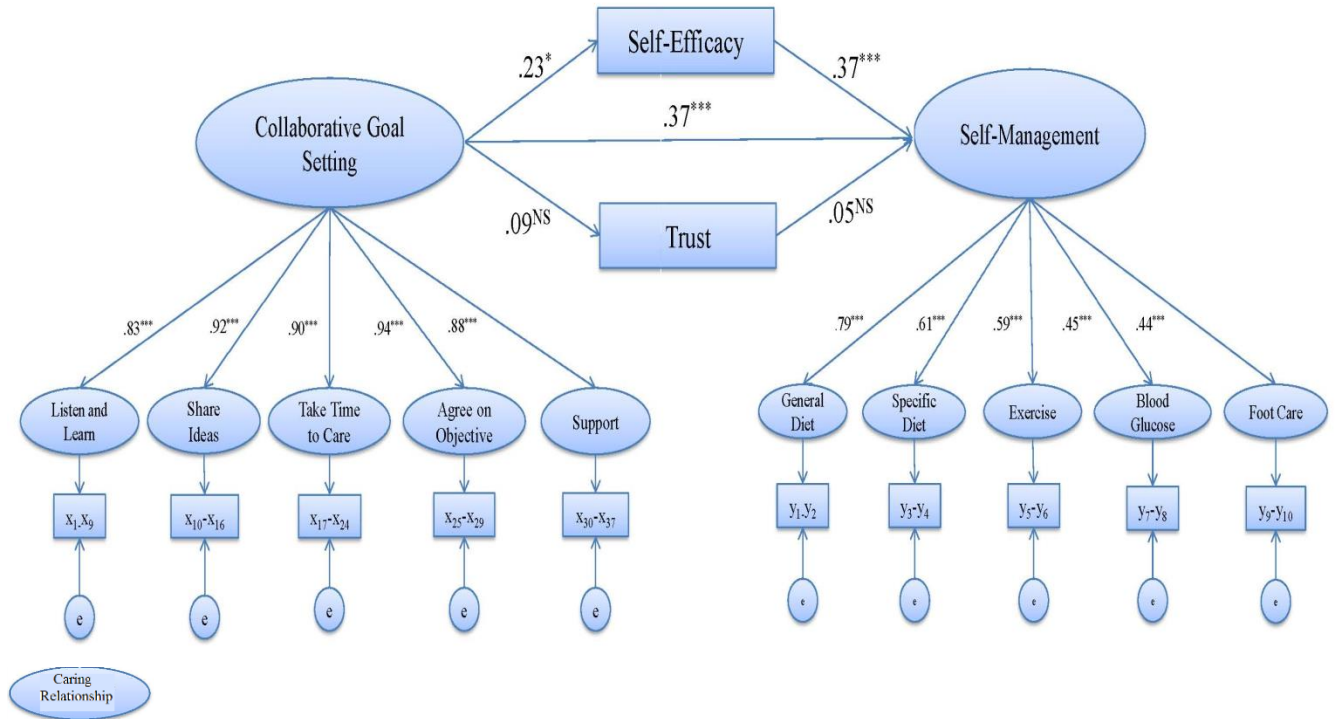 Self-Efficacy
.23*
.37***
Collaborative Goal
Setting
.37***
Self-Management
.09NS
Trust
.05NS
.83***
.92***
.90***
.94***
.88***
.79***
.61***
.59***
.45***
.44***
Listen and
Learn
Share
Ideas
Take Time
to Care
Agree on
Objective
Support
General
Diet
Specific
Diet
Exercise
Blood
Glucose
Foot Care
x1-x9
x10-x16
x17-x24
x25-x29
x30-x37
y1-y2
y3-y4
y5-y6
y7-y8
y9-y10
e
e
e
e
e
e
e
e
e
e
Caring
Relationship